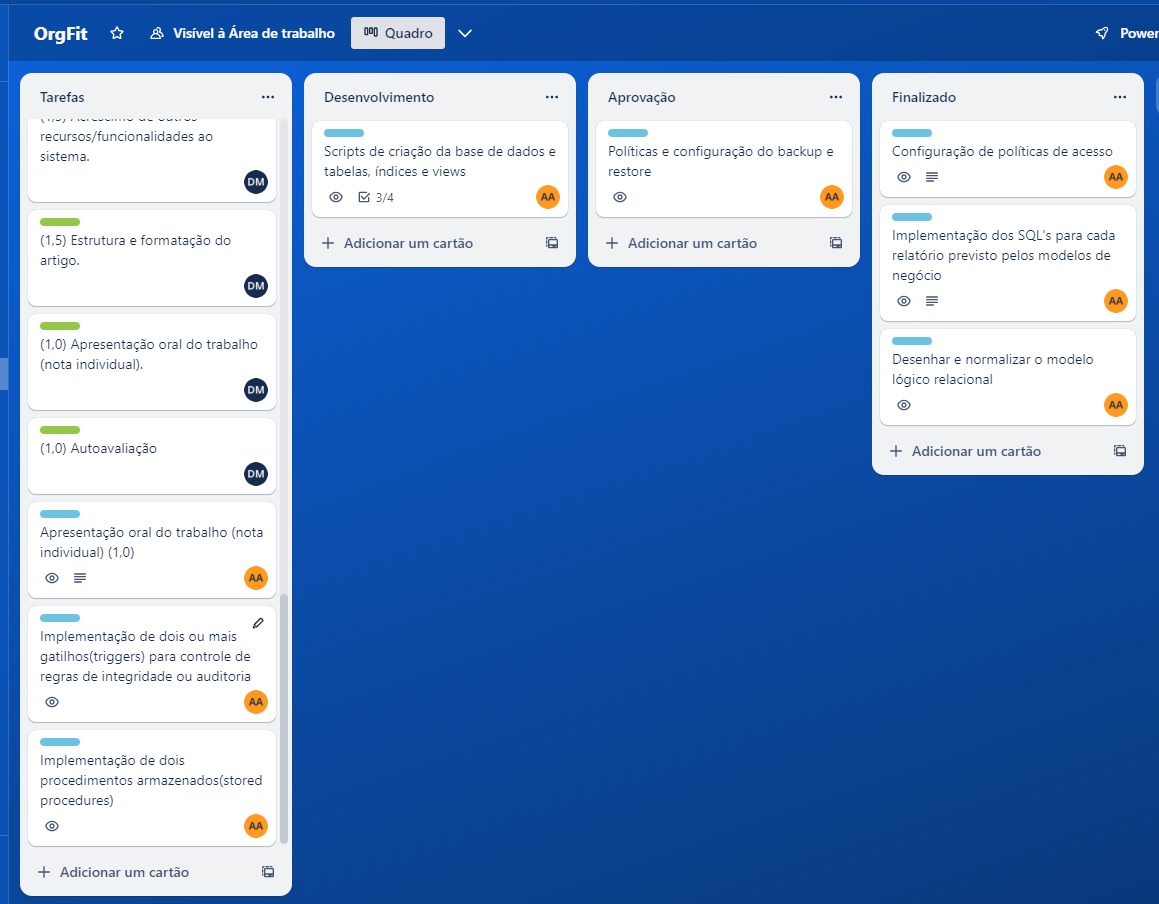 OrgFit
Visível à Área de trabalho
Quadro
Power
Tarefas
(1,5) Acréscimo de outros
recursos/funcionalidades ao
sistema.
DM
(1,5) Estrutura e formatação do
artigo.
DM
(1,0) Apresentação oral do trabalho
(nota individual).
DM
(1,0) Autoavaliação
DM
Apresentação oral do trabalho (nota
individual) (1,0)
AA
Implementação de dois ou mais
gatilhos(triggers) para controle de
regras de integridade ou auditoria
AA
Implementação de dois
procedimentos armazenados(stored
procedures)
AA
Adicionar um cartão
Desenvolvimento
Scripts de criação da base de dados e
tabelas, índices e views
3/4
AA
Adicionar um cartão
Aprovação
Políticas e configuração do backup e
restore
AA
Adicionar um cartão
Finalizado
Configuração de políticas de acesso
AA
Implementação dos SQL's para cada
relatório previsto pelos modelos de
negócio
AA
Desenhar e normalizar o modelo
lógico relacional
AA
Adicionar um cartão